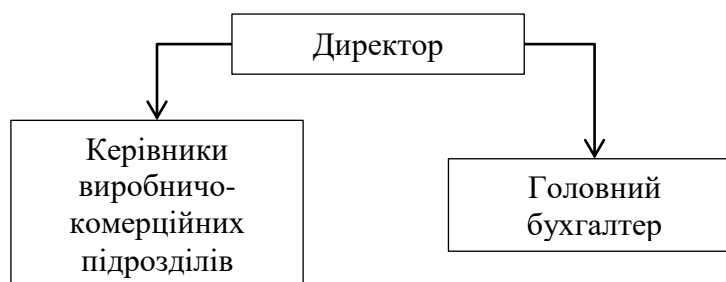 Директор
Керівники
виробничо-
комерційних
підрозділів
Головний
бухгалтер